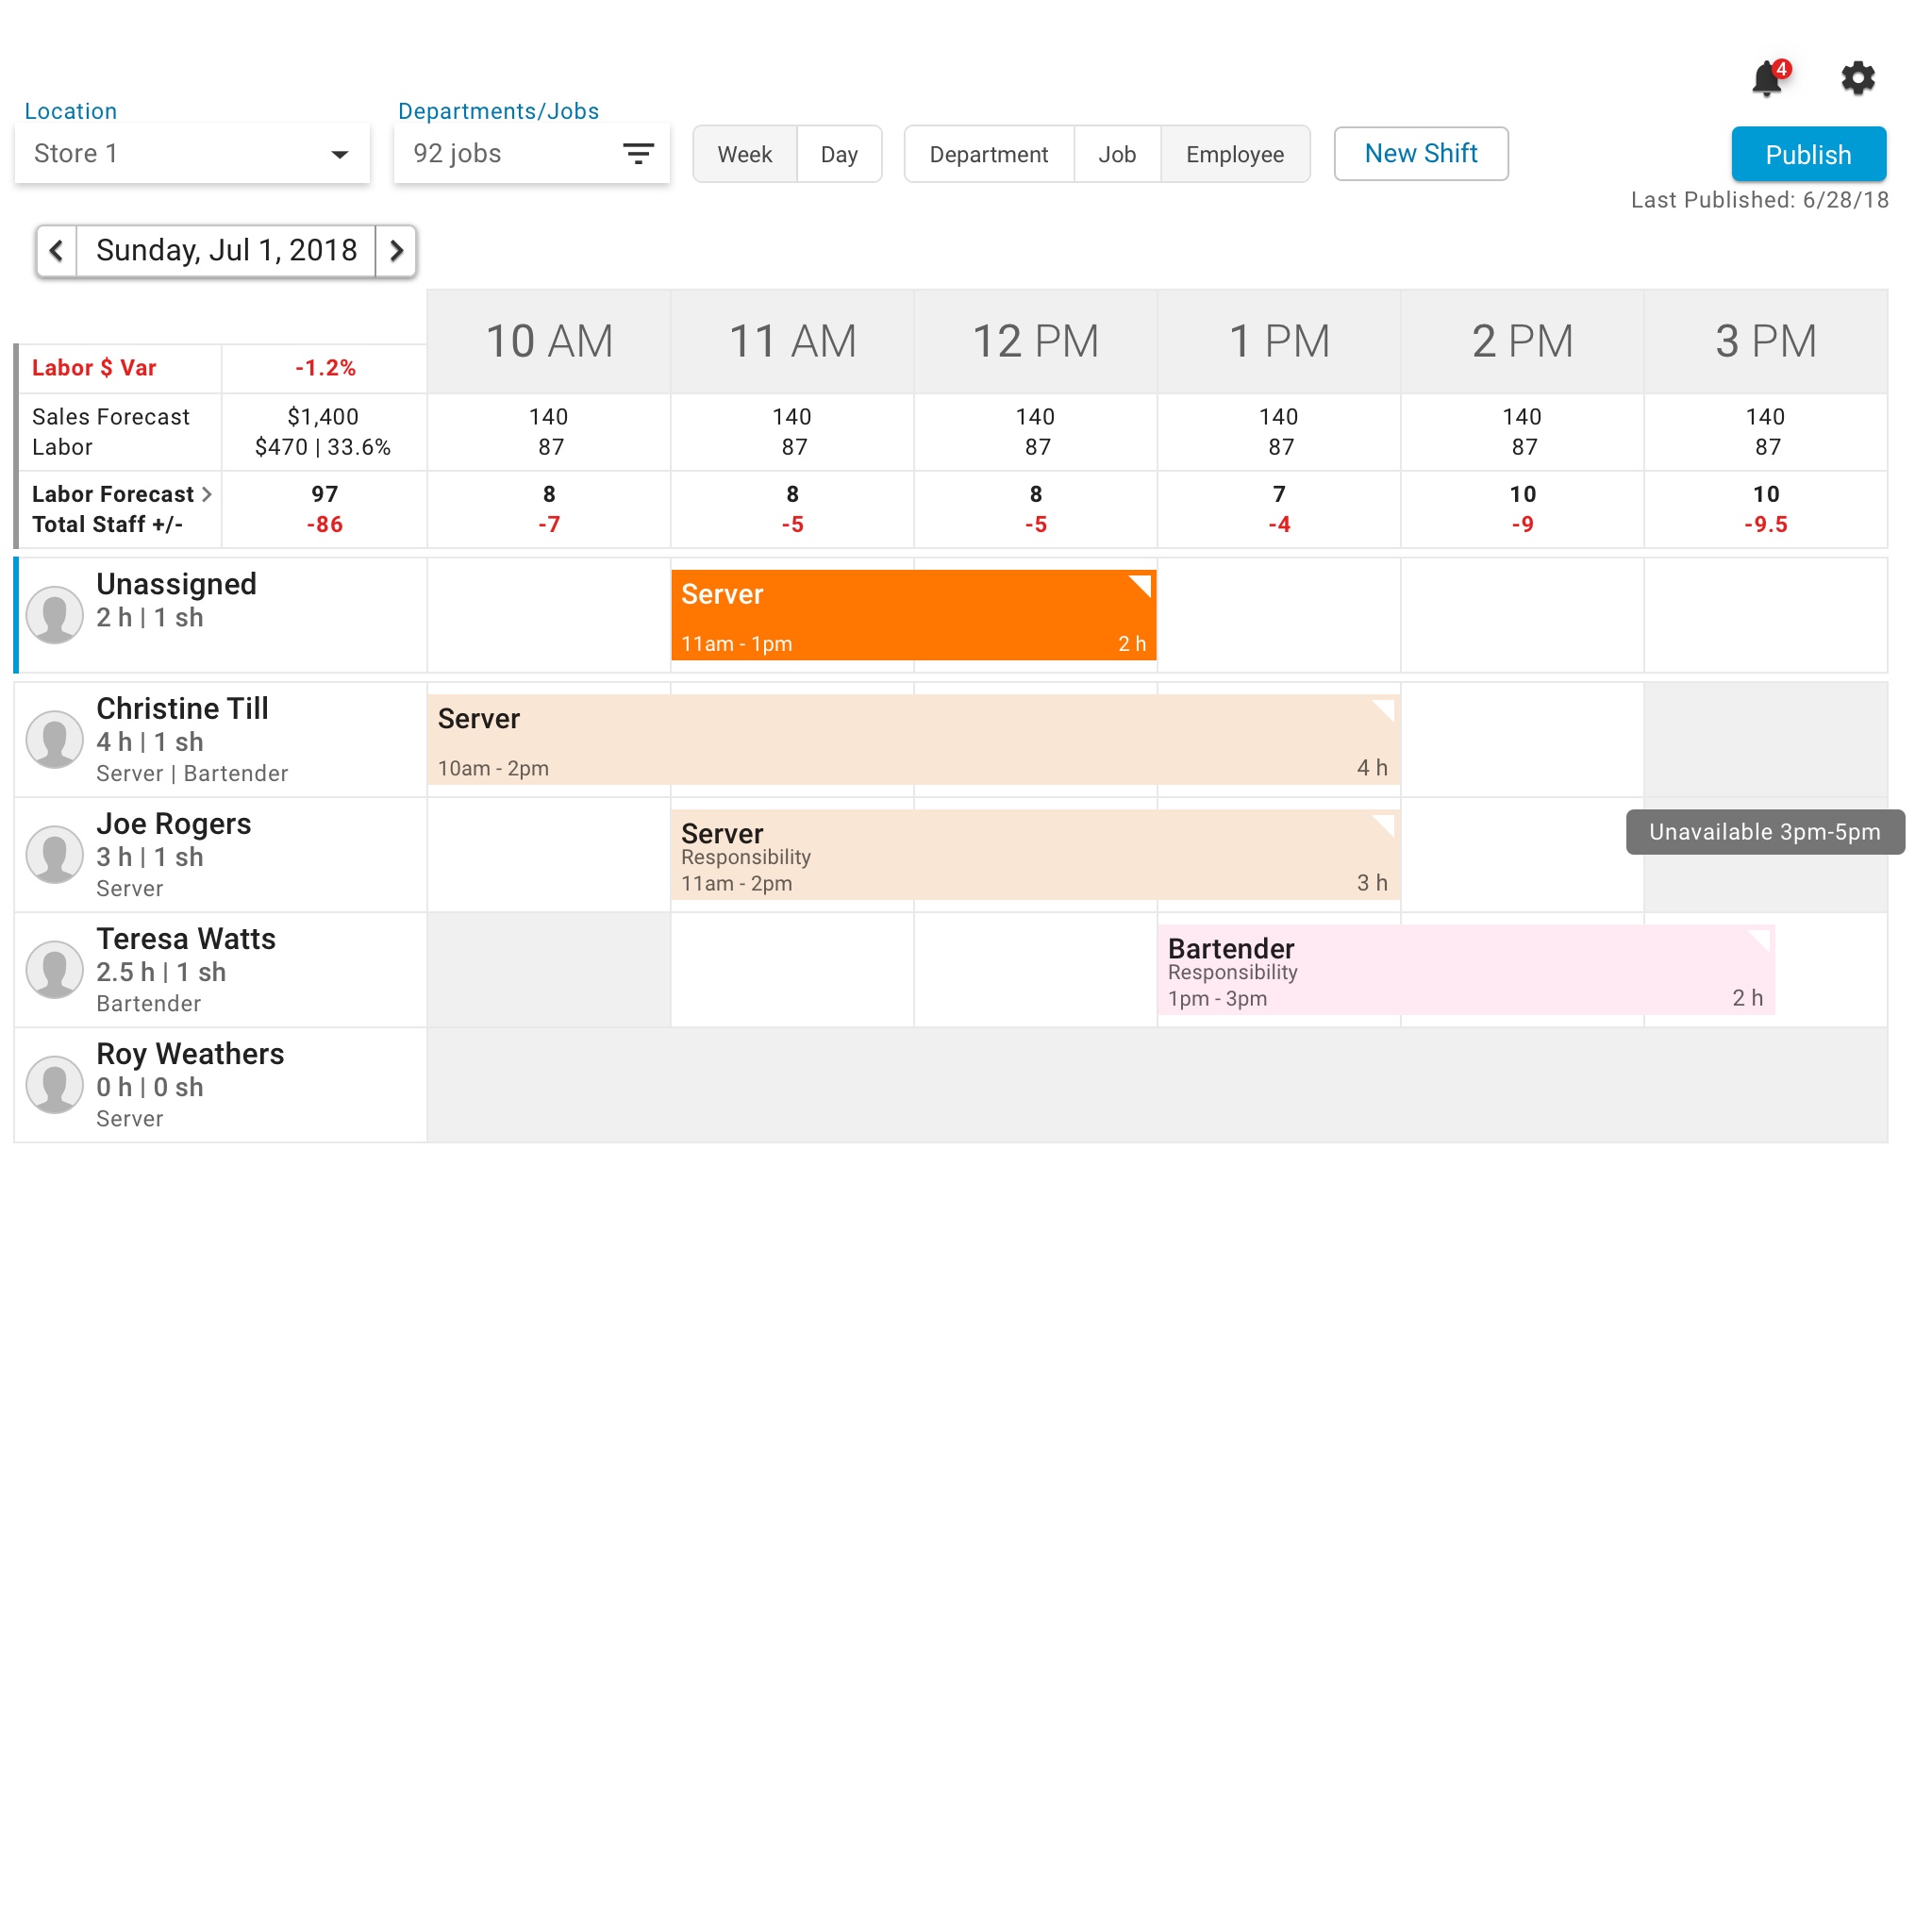 4
Location
Departments/Jobs
Store 1
92 jobs
Week Day
Department Job Employee
New Shift
Publish
Last Published: 6/28/18
Sunday, Jul 1, 2018
10 AM 11 AM 12 PM 1 PM 2 PM 3 PM
Labor $ Var -1.2%
Sales Forecast $1,400 140 140 140 140 140 140
Labor $470 | 33.6% 87 87 87 87 87 87
Labor Forecast 97 8 8 8 7 10 10
Total Staff +/- -86 -7 -5 -5 -4 -9 -9.5
Unassigned
2 h | 1 sh
Server
11am - 1pm 2 h
Christine Till
4 h | 1 sh
Server | Bartender
Server
10am - 2pm 4 h
Joe Rogers
3 h | 1 sh
Server
Server
Responsibility
11am - 2pm 3 h
Unavailable 3pm-5pm
Teresa Watts
2.5 h | 1 sh
Bartender
Bartender
Responsibility
1pm - 3pm 2 h
Roy Weathers
0 h | 0 sh
Server